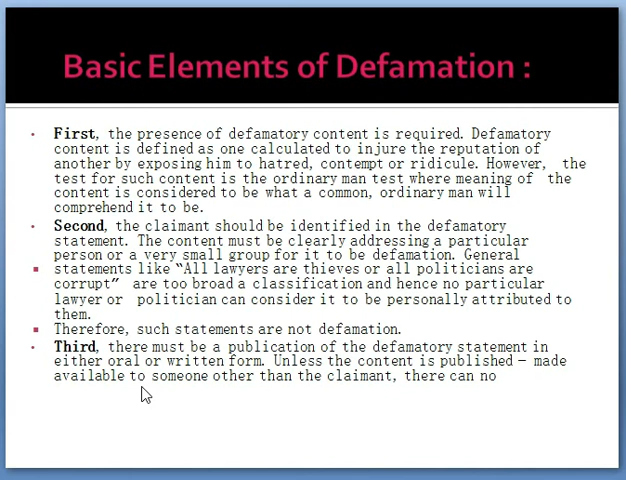 Basic Elements of Defamation :
• First, the presence of defamatory content is required. Defamatory
content is defined as one calculated to injure the reputation of
another by exposing him to hatred, contempt or ridicule. However, the
test for such content is the ordinary man test where meaning of the
content is considered to be what a common, ordinary man will
comprehend it to be.
• Second, the claimant should be identified in the defamatory
statement. The content must be clearly addressing a particular
person or a very small group for it to be defamation. General
▪ statements like “All lawyers are thieves or all politicians are
corrupt” are too broad a classification and hence no particular
lawyer or politician can consider it to be personally attributed to
them.
▪ Therefore, such statements are not defamation.
• Third, there must be a publication of the defamatory statement in
either oral or written form. Unless the content is published – made
available to someone other than the claimant, there can no